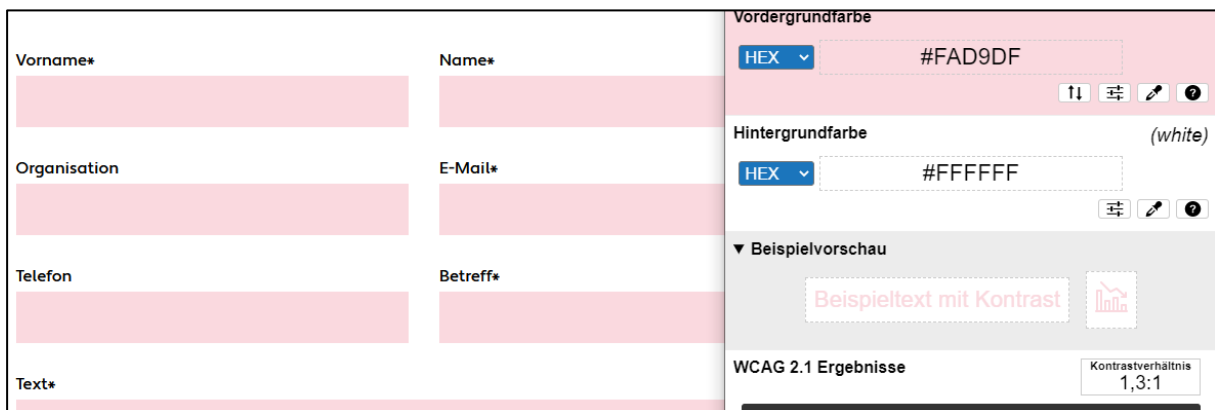 Vorname*
Name*
Organisation
E-Mail*
Telefon
Betreff*
Text*
Vordergrundfarbe
HEX
#FAD9DF
Hintergrundfarbe
(white)
HEX
#FFFFFF
▼ Beispielvorschau
Beispieltext mit Kontrast
WCAG 2.1 Ergebnisse
Kontrastverhältnis
1,3:1